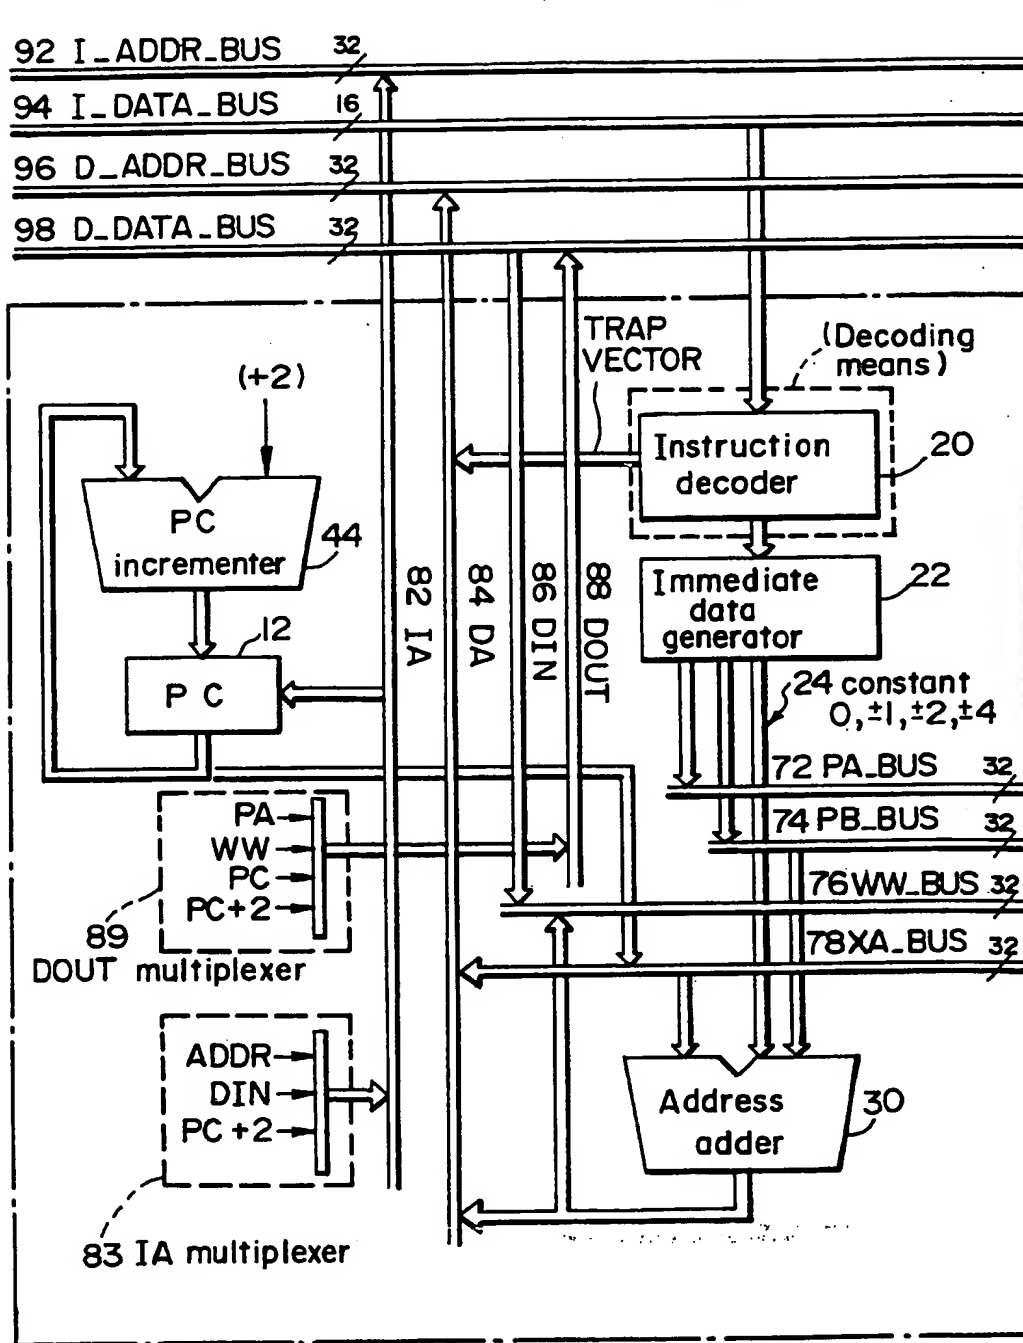 92 I_ADDR_BUS 32
94 I_DATA_BUS 16
96 D_ADDR_BUS 32
98 D_DATA_BUS 32
TRAP
VECTOR
(Decoding
means)
(+2)
Instruction
decoder
20
PC
incrementer
44
82 IA
84 DA
86 DIN
88 DOUT
Immediate
data
generator
22
12
PC
24 constant
0,±1,±2,±4
72 PA_BUS 32
74 PB_BUS 32
76 WW_BUS 32
78 XA_BUS 32
PA
WW
PC
PC+2
89
DOUT multiplexer
ADDR
DIN
PC+2
83 IA multiplexer
Address
adder
30